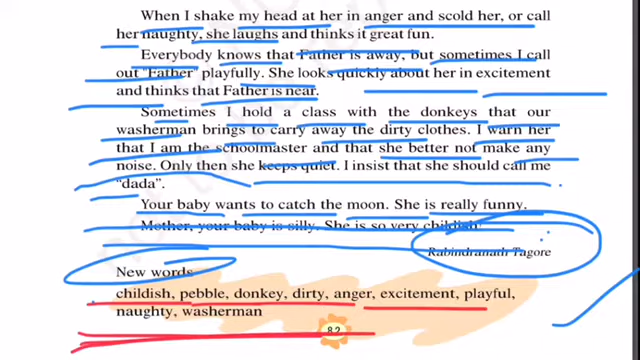 When I shake my head at her in anger and scold her, or call
her naughty, she laughs and thinks it great fun.
Everybody knows that Father is away, but sometimes I call
out "Father" playfully. She looks quickly about her in excitement
and thinks that Father is near.
Sometimes I hold a class with the donkeys that our
washerman brings to carry away the dirty clothes. I warn her
that I am the schoolmaster and that she better not make any
noise. Only then she keeps quiet. I insist that she should call me
"dada".
Your baby wants to catch the moon. She is really funny.
Mother, your baby is silly. She is so very childish.
Rabindranath Tagore
New words
childish, pebble, donkey, dirty, anger, excitement, playful,
naughty, washerman
82